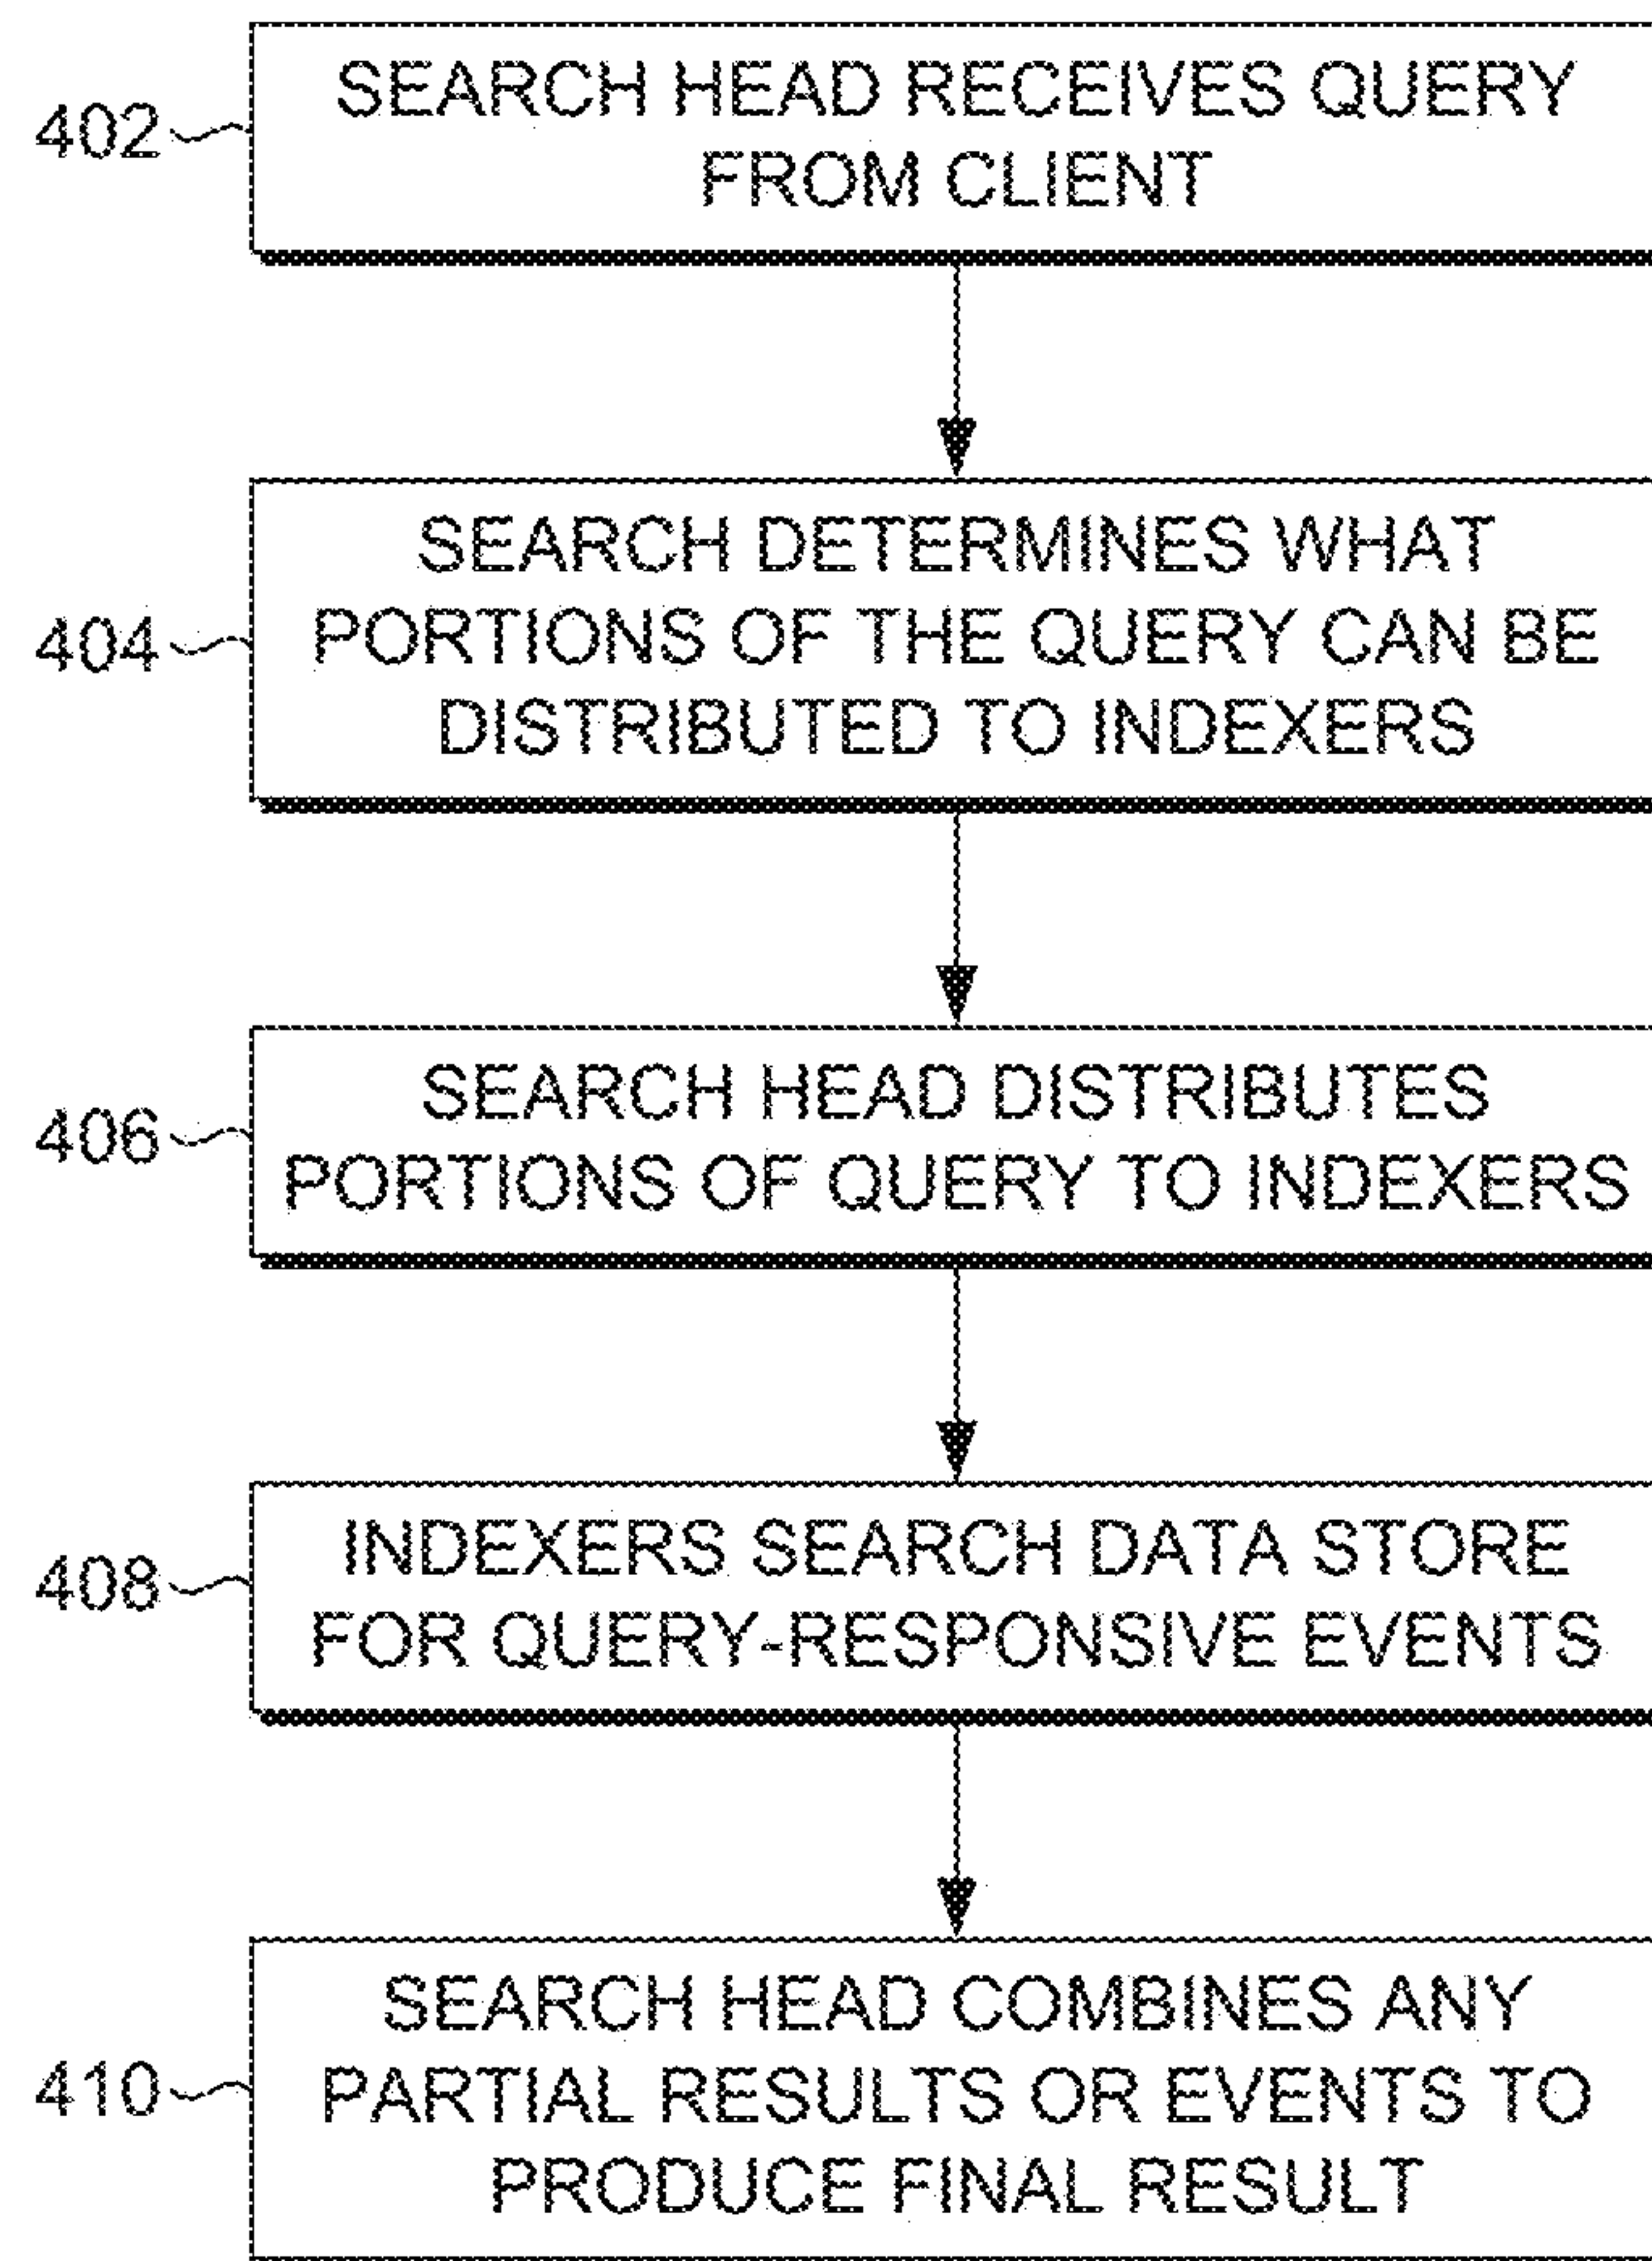 402
SEARCH HEAD RECEIVES QUERY
FROM CLIENT
404
SEARCH DETERMINES WHAT
PORTIONS OF THE QUERY CAN BE
DISTRIBUTED TO INDEXERS
406
SEARCH HEAD DISTRIBUTES
PORTIONS OF QUERY TO INDEXERS
408
INDEXERS SEARCH DATA STORE
FOR QUERY-RESPONSIVE EVENTS
410
SEARCH HEAD COMBINES ANY
PARTIAL RESULTS OR EVENTS TO
PRODUCE FINAL RESULT